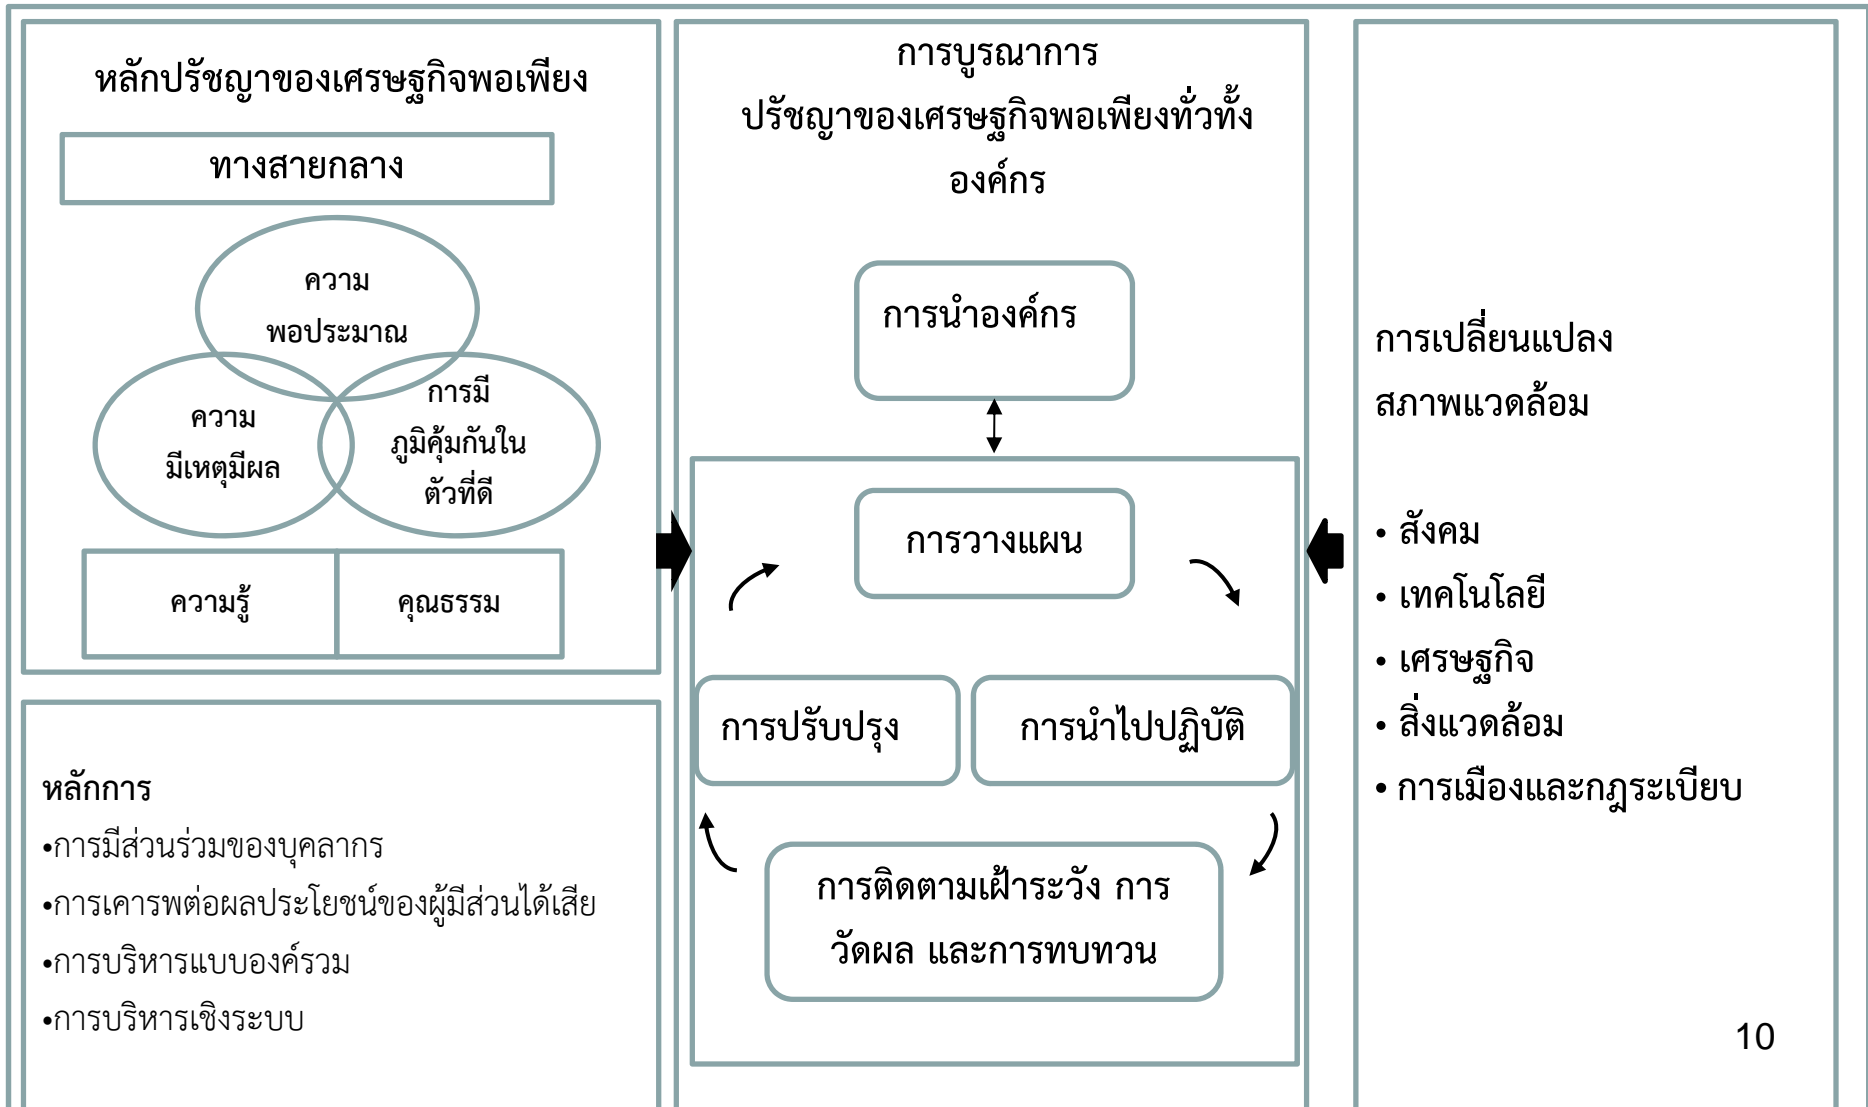 หลักปรัชญาของเศรษฐกิจพอเพียง
ทางสายกลาง
ความ
พอประมาณ
ความ
มีเหตุมีผล
การมี
ภูมิคุ้มกันใน
ตัวที่ดี
ความรู้
คุณธรรม
หลักการ
•การมีส่วนร่วมของบุคลากร
•การเคารพต่อผลประโยชน์ของผู้มีส่วนได้เสีย
•การบริหารแบบองค์รวม
•การบริหารเชิงระบบ
การบูรณาการ
ปรัชญาของเศรษฐกิจพอเพียงทั่วทั้ง
องค์กร
การนำองค์กร
การวางแผน
การปรับปรุง
การนำไปปฏิบัติ
การติดตามเฝ้าระวัง การ
วัดผล และการทบทวน
การเปลี่ยนแปลง
สภาพแวดล้อม
• สังคม
• เทคโนโลยี
• เศรษฐกิจ
• สิ่งแวดล้อม
• การเมืองและกฎระเบียบ
10